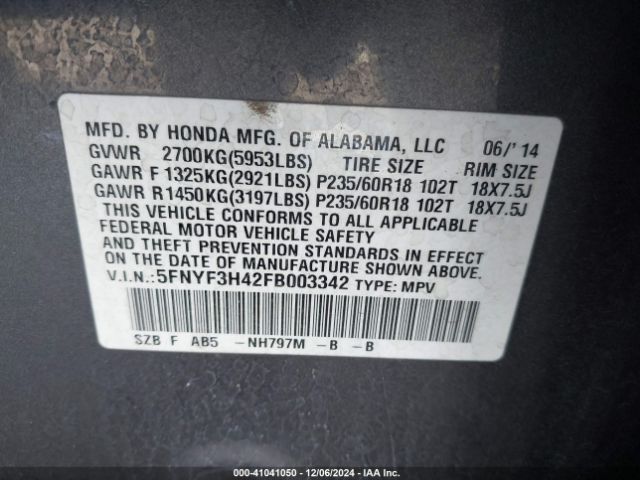 MFD. BY HONDA MFG. OF ALABAMA, LLC 06/'14
GVWR 2700KG(5953LBS) TIRE SIZE RIM SIZE
GAWR F 1325KG(2921LBS) P235/60R18 102T 18X7.5J
GAWR R1450KG(3197LBS) P235/60R18 102T 18X7.5J
THIS VEHICLE CONFORMS TO ALL APPLICABLE
FEDERAL MOTOR VEHICLE SAFETY
AND THEFT PREVENTION STANDARDS IN EFFECT
ON THE DATE OF MANUFACTURE SHOWN ABOVE.
V.I.N.:5FNYF3H42FB003342 TYPE: MPV
SZB F AB5 -NH797M -B -B
© - 41041050 - 12/06/2024 - IAA Inc.